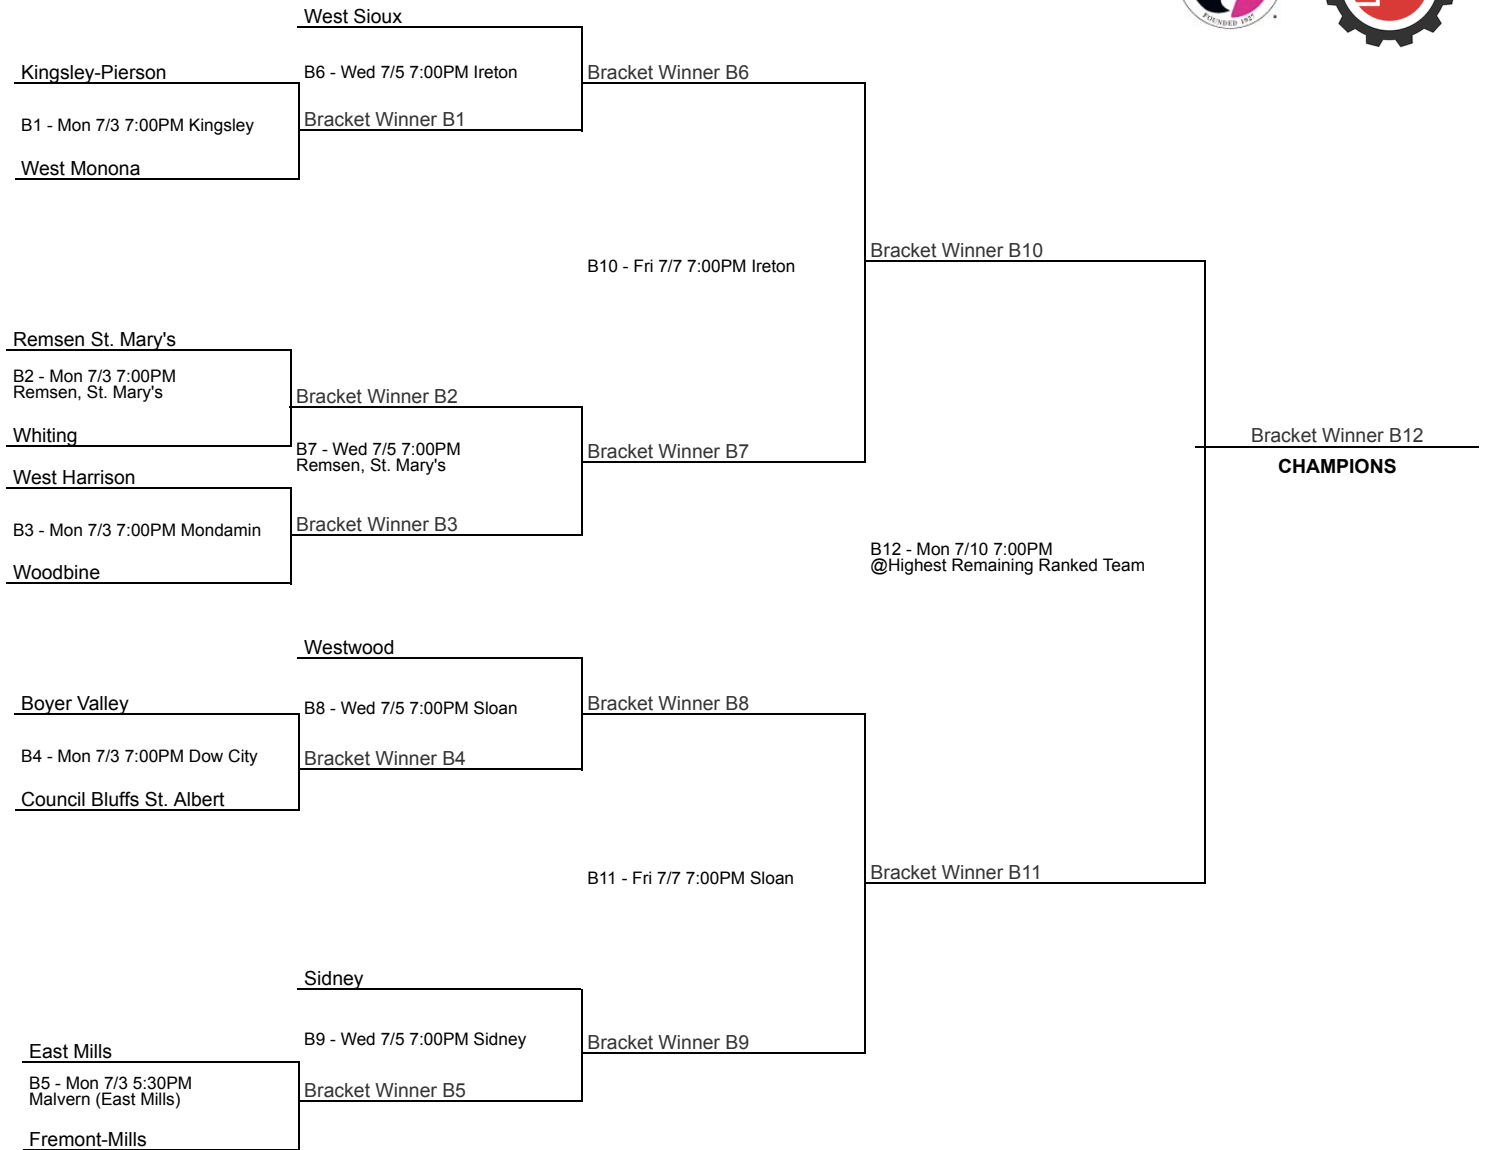 FOUNDED 1925
West Sioux
Kingsley-Pierson
B6 - Wed 7/5 7:00PM Ireton
Bracket Winner B6
B1 - Mon 7/3 7:00PM Kingsley
Bracket Winner B1
West Monona
B10 - Fri 7/7 7:00PM Ireton
Bracket Winner B10
Remsen St. Mary's
B2 - Mon 7/3 7:00PM
Remsen, St. Mary's
Bracket Winner B2
Whiting
B7 - Wed 7/5 7:00PM
Remsen, St. Mary's
Bracket Winner B7
West Harrison
B3 - Mon 7/3 7:00PM Mondamin
Bracket Winner B3
Woodbine
Bracket Winner B12
CHAMPIONS
B12 - Mon 7/10 7:00PM
@Highest Remaining Ranked Team
Westwood
Boyer Valley
B8 - Wed 7/5 7:00PM Sloan
Bracket Winner B8
B4 - Mon 7/3 7:00PM Dow City
Bracket Winner B4
Council Bluffs St. Albert
B11 - Fri 7/7 7:00PM Sloan
Bracket Winner B11
Sidney
B9 - Wed 7/5 7:00PM Sidney
Bracket Winner B9
East Mills
B5 - Mon 7/3 5:30PM
Malvern (East Mills)
Bracket Winner B5
Fremont-Mills